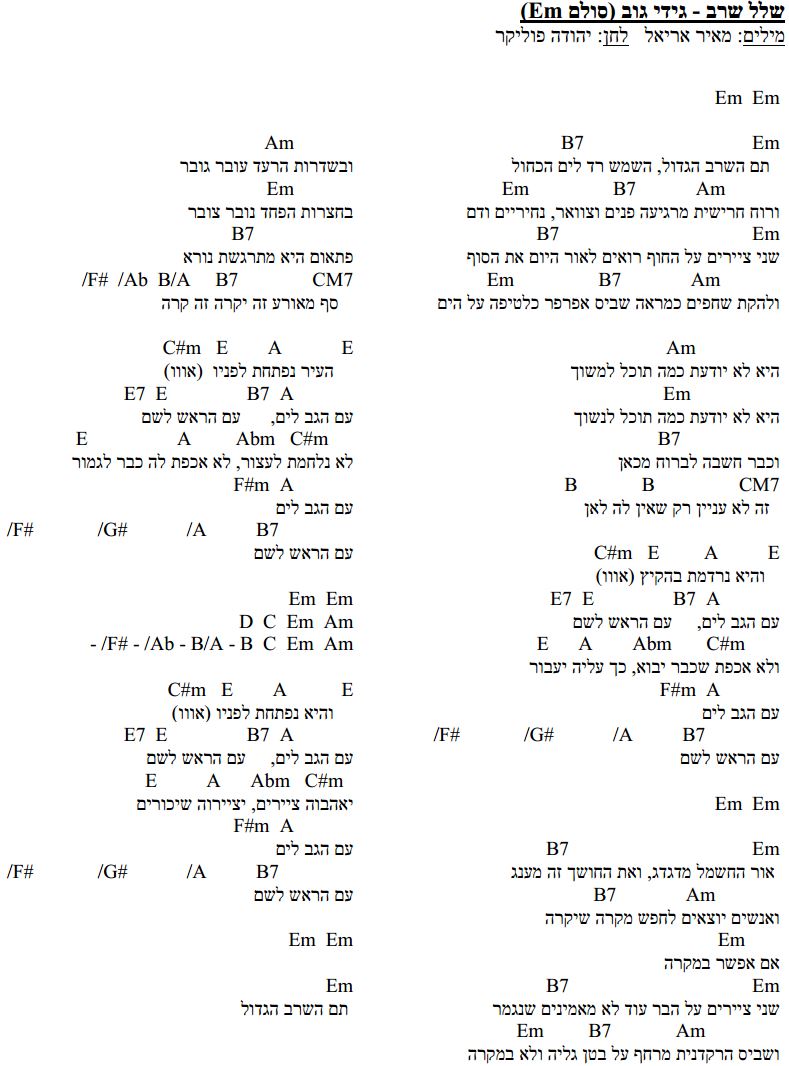 שלל שרב - גידי גוב (סולם Em)
מילים: מאיר אריאל לחן: יהודה פוליקר
Em Em
B7 Em
תם השרב הגדול, השמש רד לים הכחול
Em B7 Am
ורוח חרישית מרגיעה פנים וצוואר, נחיריים ודם
B7 Em
שני ציירים על החוף רואים לאור היום את הסוף
Em B7 Am
ולהקת שחפים כמראה שביס אפרפר כלטיפה על הים
Am
היא לא יודעת כמה תוכל למשוך
Em
היא לא יודעת כמה תוכל לנשוך
B7
וכבר חשבה לברוח מכאן
B B CM7
זה לא עניין רק שאין לה לאן
C#m E A E
והיא נרדמת בהקיץ (אווו)
E7 E B7 A
עם הגב לים, עם הראש לשם
E A Abm C#m
ולא אכפת שכבר יבוא, כך עליה יעבור
F#m A
עם הגב לים
/F# /G# /A B7
עם הראש לשם
Em Em
B7 Em
אור החשמל מדגדג, ואת החושך זה מענג
B7 Am
ואנשים יוצאים לחפש מקרה שיקרה
Em
אם אפשר במקרה
B7 Em
שני ציירים על הבר עוד לא מאמינים שנגמר
Em B7 Am
ושביס הרקדנית מרחף על בטן גליה ולא במקרה
Am
ובשדרות הרעד עובר גובר
Em
בחצרות הפחד נובר צובר
B7
פתאום היא מתרגשת נורא
/F# /Ab B/A B7 CM7
סף מאורע זה יקרה זה קרה
C#m E A E
העיר נפתחת לפניו (אווו)
E7 E B7 A
עם הגב לים, עם הראש לשם
E A Abm C#m
לא נלחמת לעצור, לא אכפת לה כבר לגמור
F#m A
עם הגב לים
/F# /G# /A B7
עם הראש לשם
Em Em
D C Em Am
- /F# - /Ab - B/A - B C Em Am
C#m E A E
והיא נפתחת לפניו (אווו)
E7 E B7 A
עם הגב לים, עם הראש לשם
E A Abm C#m
יאהבוה ציירים, יציירוה שיכורים
F#m A
עם הגב לים
/F# /G# /A B7
עם הראש לשם
Em Em
Em
תם השרב הגדול